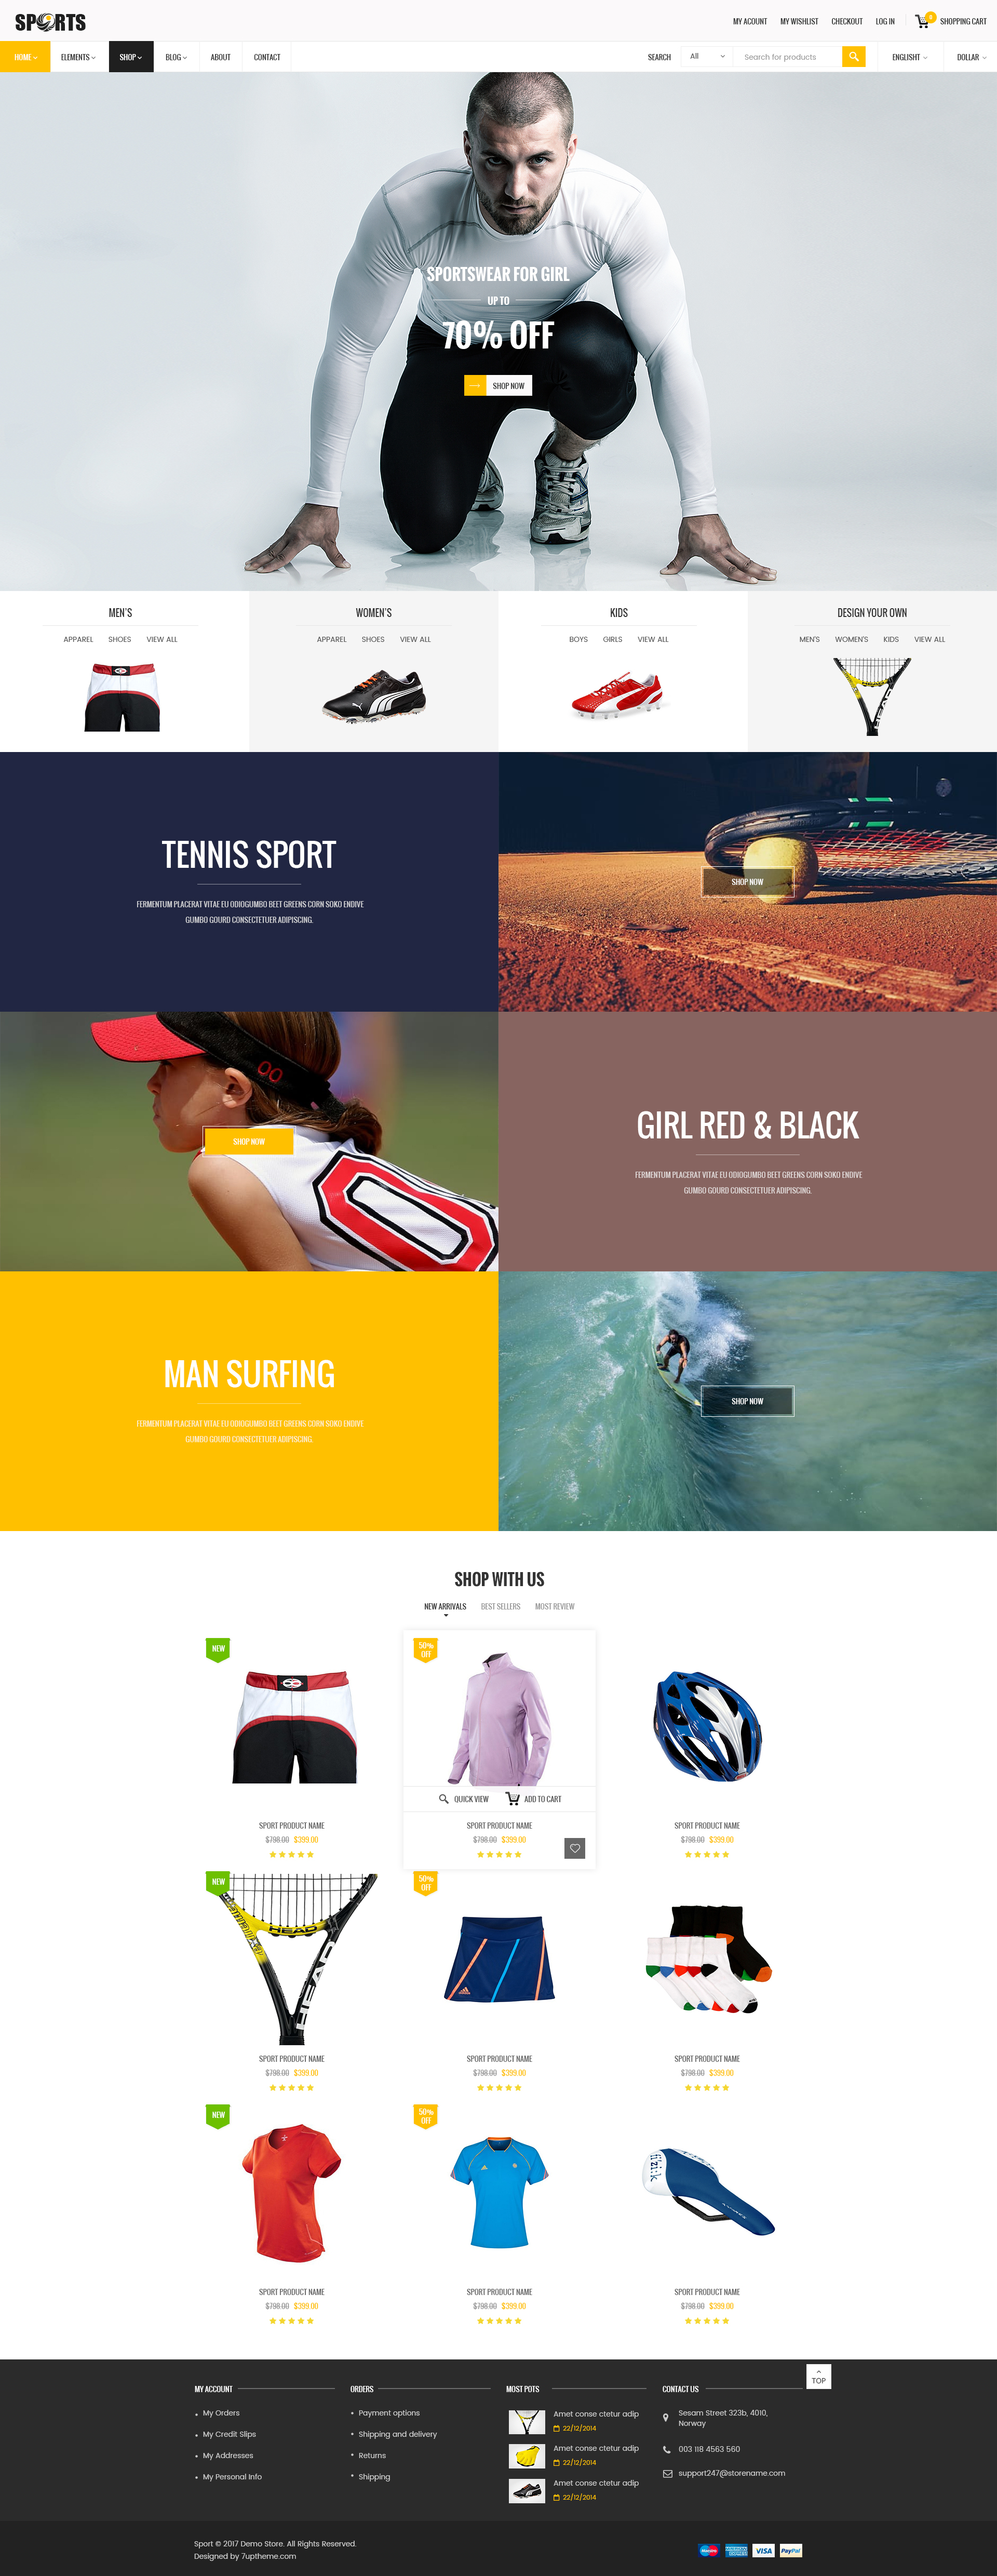 SPORTS
MY ACOUNT MY WISHLIST CHECKOUT LOG IN SHOPPING CART
HOME ELEMENTS SHOP BLOG ABOUT CONTACT SEARCH All Search for products ENGLISHT DOLLAR
SPORTSWEAR FOR GIRL
UP TO
70% OFF
SHOP NOW
MEN'S
APPAREL SHOES VIEW ALL
WOMEN'S
APPAREL SHOES VIEW ALL
KIDS
BOYS GIRLS VIEW ALL
DESIGN YOUR OWN
MEN'S WOMEN'S KIDS VIEW ALL
HEAD
TENNIS SPORT
FERMENTUM PLACERAT VITAE EU ODIOGUMBO BEET GREENS CORN SOKO ENDIVE
GUMBO GOURD CONSECTETUER ADIPISCING.
SHOP NOW
SHOP NOW
GIRL RED & BLACK
FERMENTUM PLACERAT VITAE EU ODIOGUMBO BEET GREENS CORN SOKO ENDIVE
GUMBO GOURD CONSECTETUER ADIPISCING.
MAN SURFING
FERMENTUM PLACERAT VITAE EU ODIOGUMBO BEET GREENS CORN SOKO ENDIVE
GUMBO GOURD CONSECTETUER ADIPISCING.
SHOP NOW
SHOP WITH US
NEW ARRIVALS BEST SELLERS MOST REVIEW
NEW
SPORT PRODUCT NAME
$798.00 $399.00
50%
OFF
QUICK VIEW ADD TO CART
SPORT PRODUCT NAME
$798.00 $399.00
SPORT PRODUCT NAME
$798.00 $399.00
NEW
HEAD
HEAD
SPORT PRODUCT NAME
$798.00 $399.00
50%
OFF
adidas
SPORT PRODUCT NAME
$798.00 $399.00
SPORT PRODUCT NAME
$798.00 $399.00
NEW
SPORT PRODUCT NAME
$798.00 $399.00
50%
OFF
SPORT PRODUCT NAME
$798.00 $399.00
fi'zi:k
SPORT PRODUCT NAME
$798.00 $399.00
TOP
MY ACCOUNT
My Orders
My Credit Slips
My Addresses
My Personal Info
ORDERS
Payment options
Shipping and delivery
Returns
Shipping
MOST POTS
Amet conse ctetur adip
22/12/2014
Amet conse ctetur adip
22/12/2014
Amet conse ctetur adip
22/12/2014
CONTACT US
Sesam Street 323b, 4010,
Norway
003 118 4563 560
support247@storename.com
Sport © 2017 Demo Store. All Rights Reserved.
Designed by 7uptheme.com
Maestro VISA PayPal